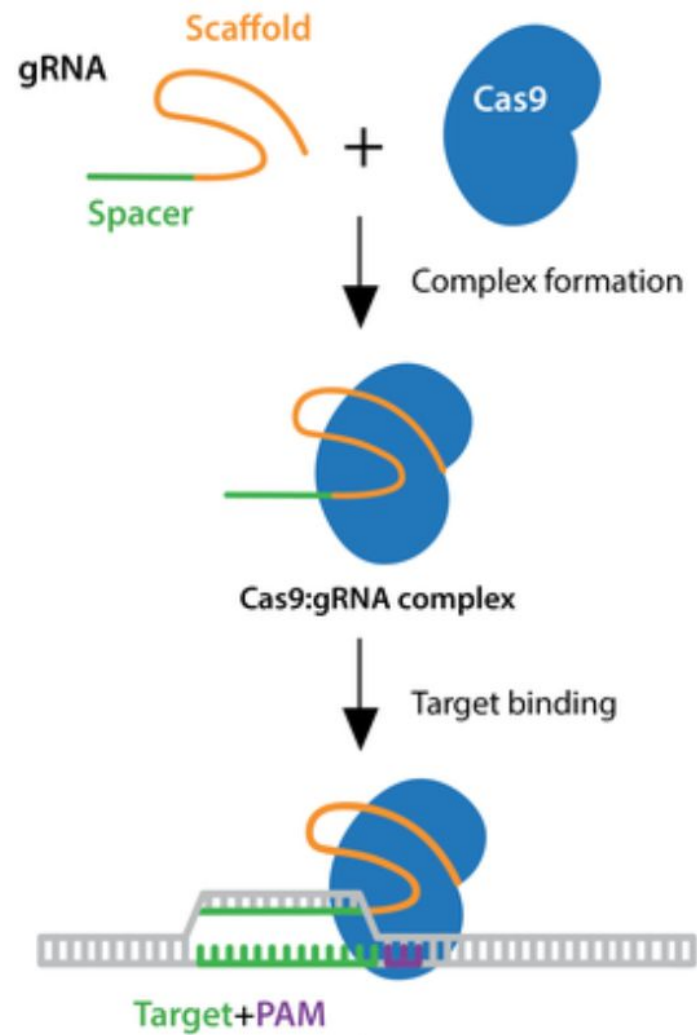 Scaffold
gRNA
Cas9
+
Spacer
Complex formation
Cas9:gRNA complex
Target binding
Target+PAM